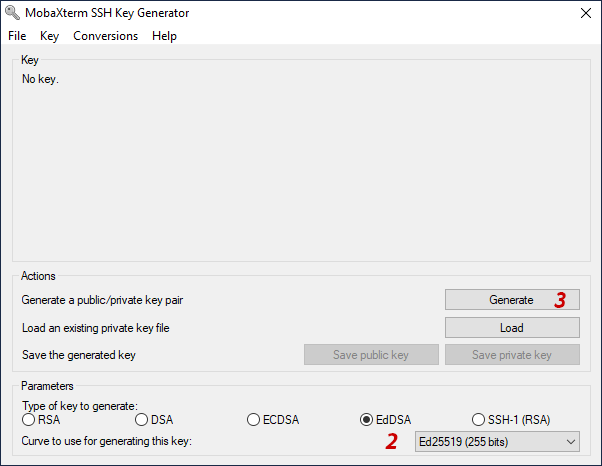 MobaXterm SSH Key Generator
File Key Conversions Help
Key
No key.
Actions
Generate a public/private key pair Generate 3
Load an existing private key file Load
Save the generated key Save public key Save private key
Parameters
Type of key to generate:
RSA DSA ECDSA EdDSA SSH-1 (RSA)
Curve to use for generating this key: 2 Ed25519 (255 bits)